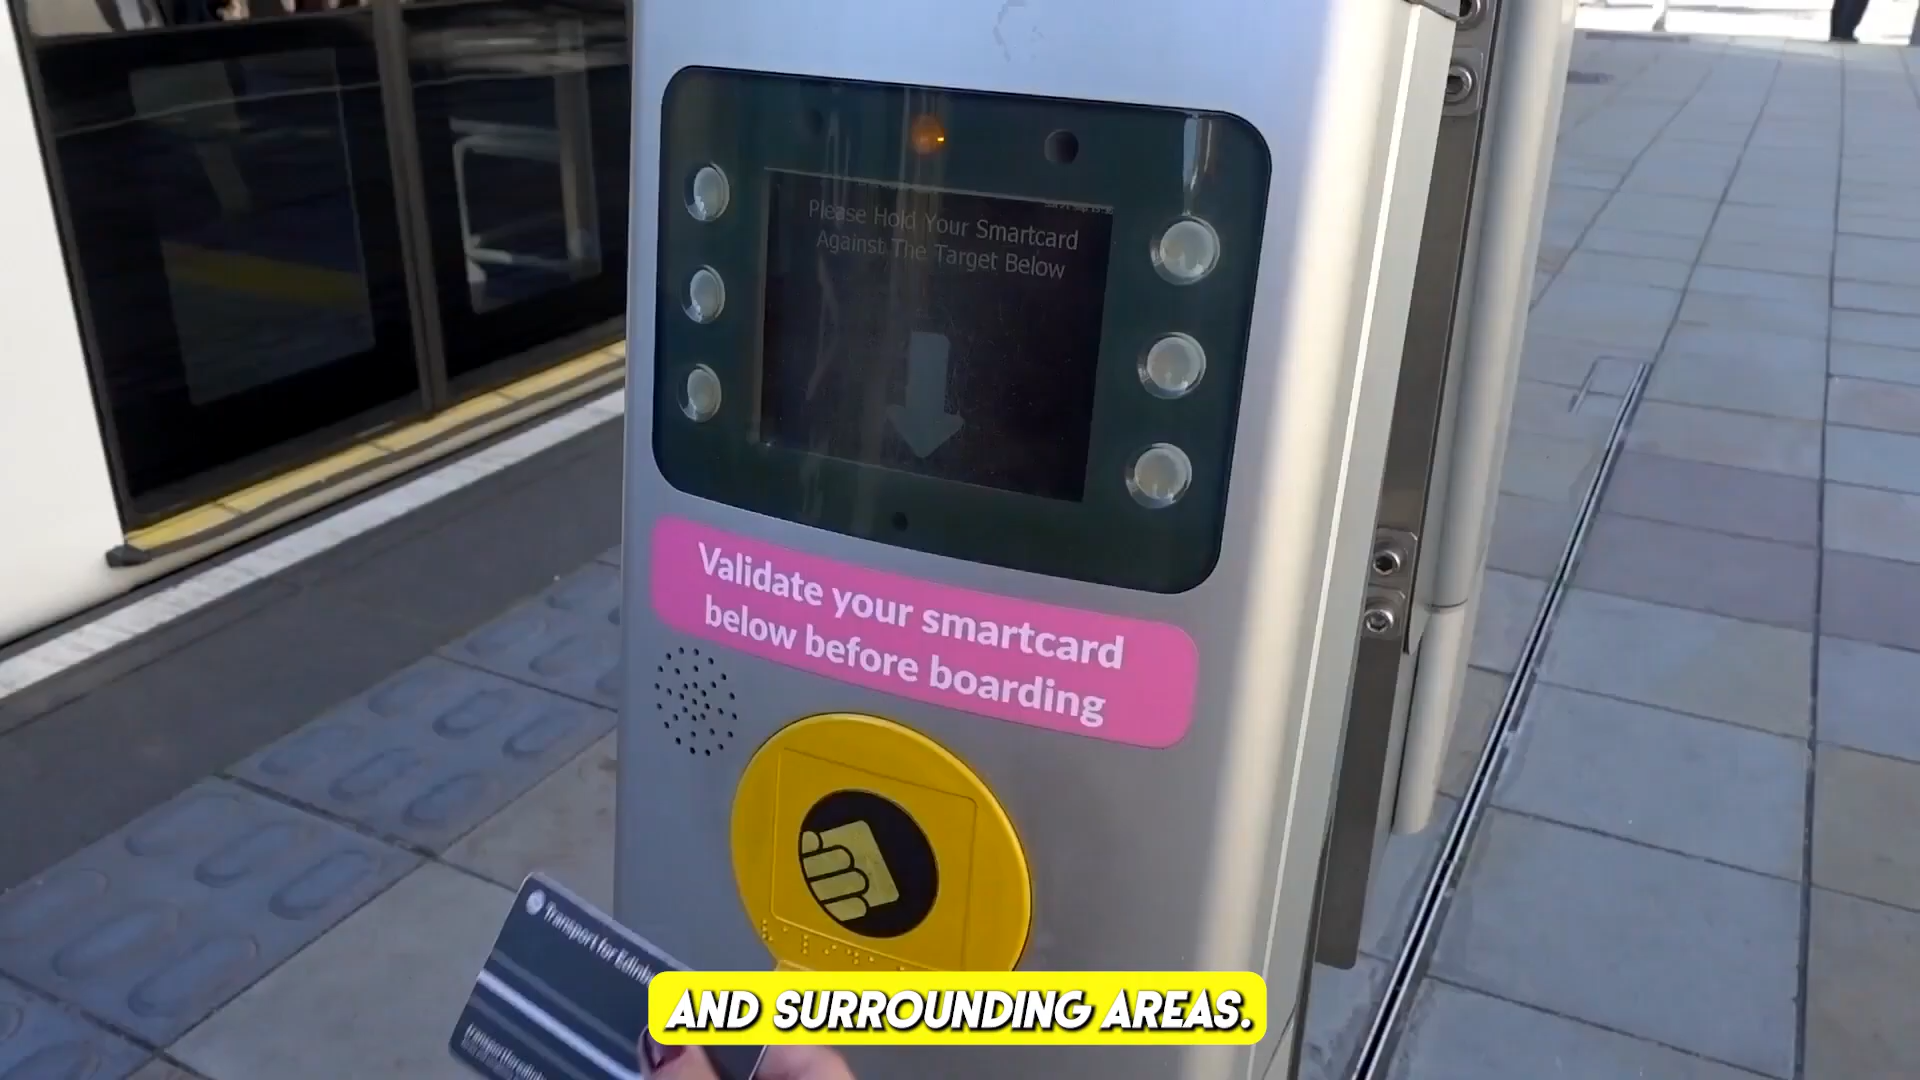 Please Hold Your Smartcard
Against The Target Below
Validate your smartcard
below before boarding
Transport for
AND SURROUNDING AREAS.